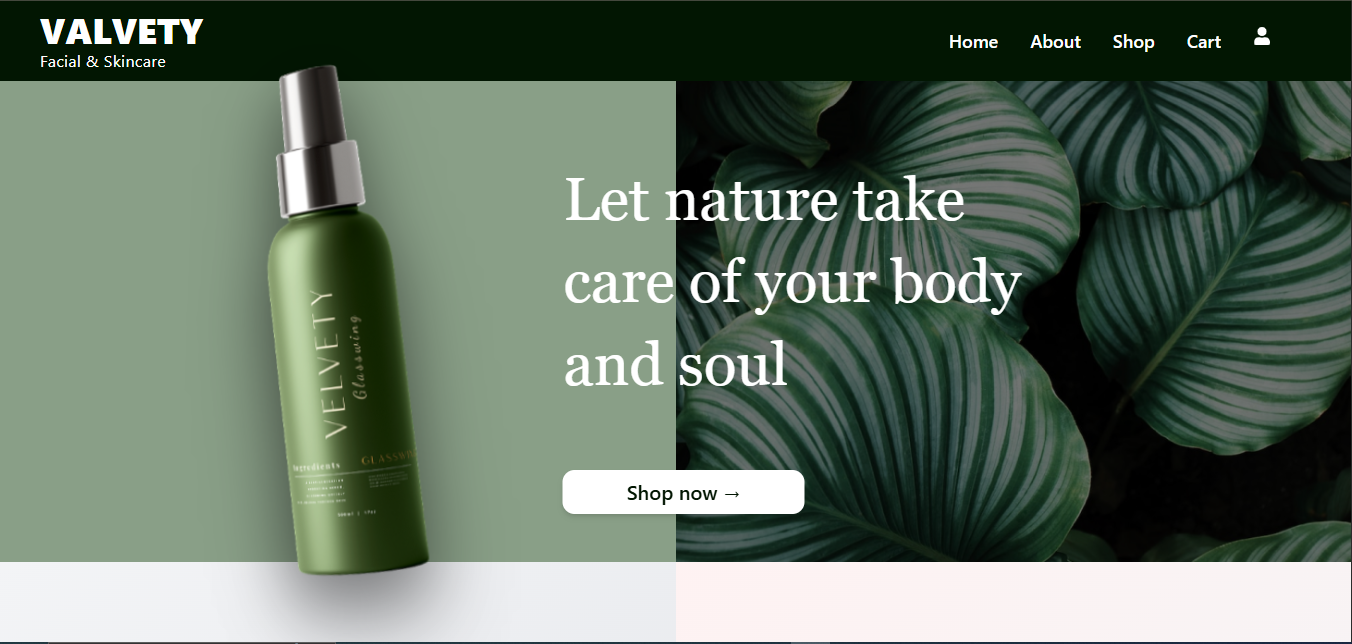 VALVETY
Facial & Skincare
Home About Shop Cart
Let nature take
care of your body
and soul
Shop now →
VELVETY
Glasswing
Ingredients